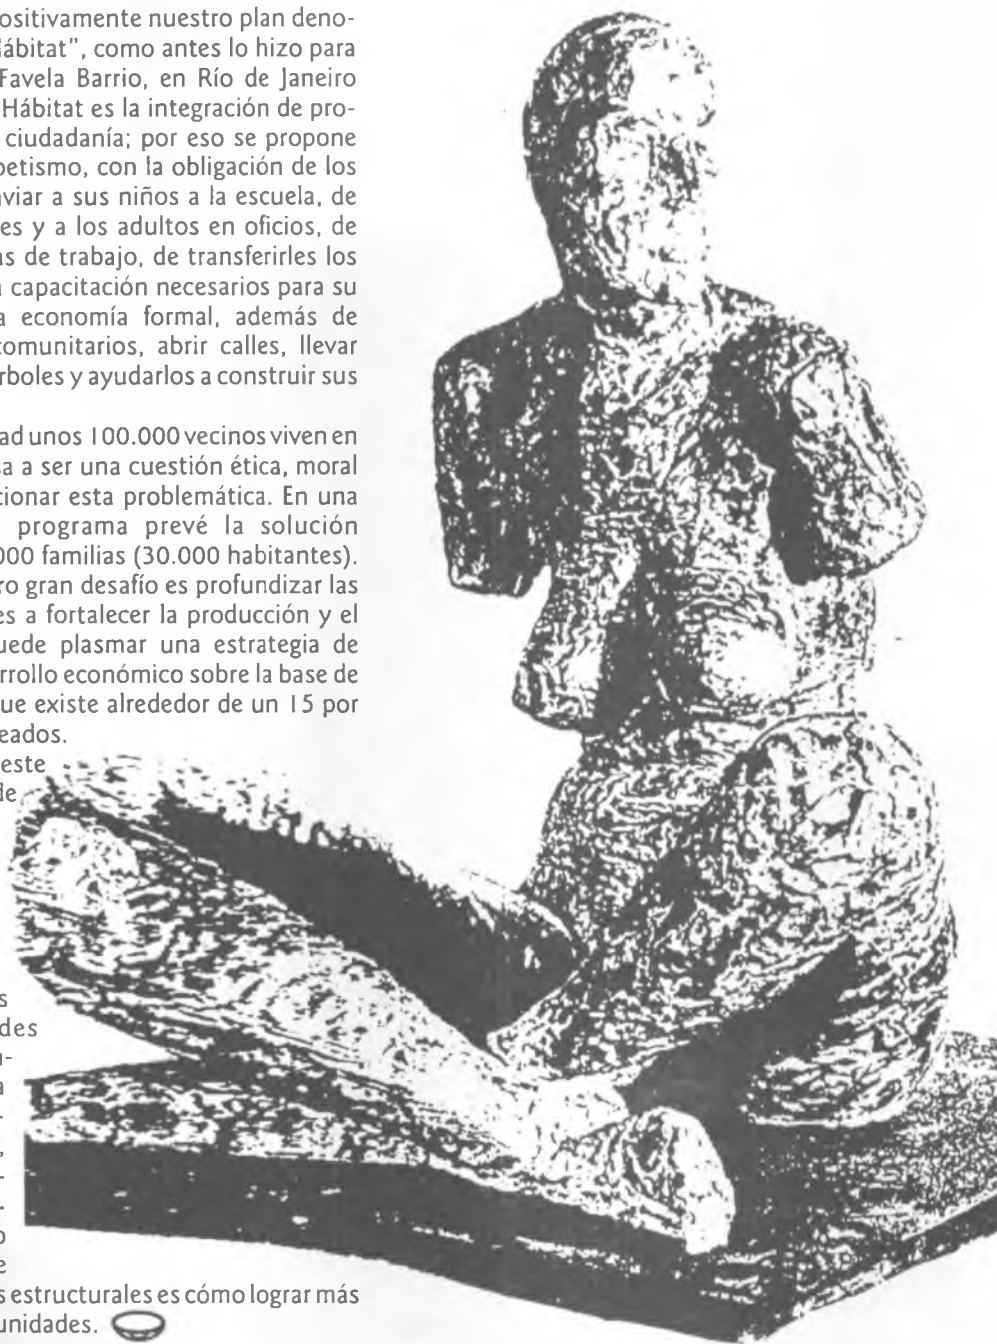 ositivamente nuestro plan deno-
ábitat", como antes lo hizo para
Favela Barrio, en Río de Janeiro
Hábitat es la integración de pro-
ciudadanía; por eso se propone
betismo, con la obligación de los
viar a sus niños a la escuela, de
es y a los adultos en oficios, de
as de trabajo, de transferirles los
a capacitación necesarios para su
a economía formal, además de
comunitarios, abrir calles, llevar
rboles y ayudarlos a construir sus
ad unos 100.000 vecinos viven en
sa a ser una cuestión ética, moral
cionar esta problemática. En una
programa prevé la solución
000 familias (30.000 habitantes).
ro gran desafío es profundizar las
es a fortalecer la producción y el
uede plasmar una estrategia de
rrollo económico sobre la base de
ue existe alrededor de un 15 por
eados.
este
de
s
des
n-
a
-
,
-
-
o
e
s estructurales es cómo lograr más
unidades.